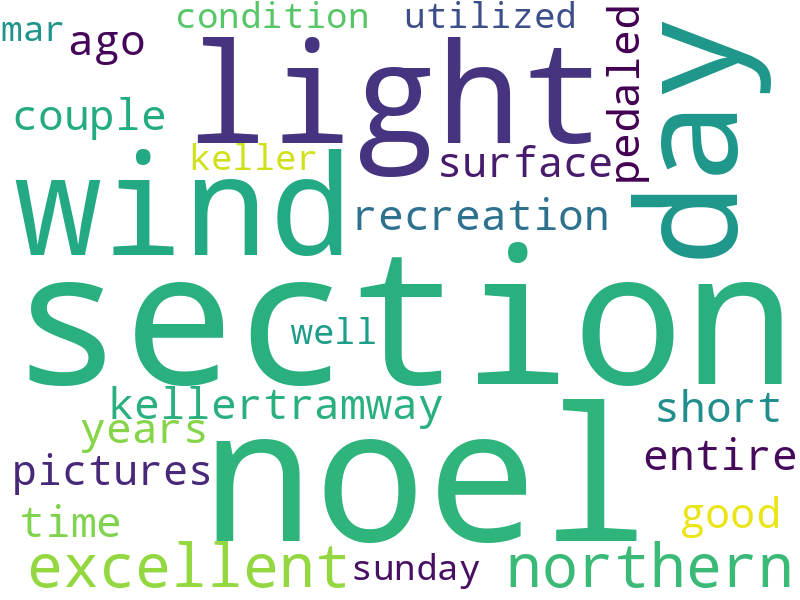 mar
ago
condition
utilized
light
pedaled
day
couple
keller
surface
wind
recreation
section
well
kellertramway
short
years
noel
pictures
entire
time
good
excellent
sunday
northern